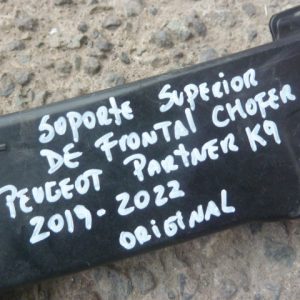 SOPORTE SUPERIOR
DE FRONTAL CHOFER
PEUGEOT PARTNER K9
2019-2022
ORIGINAL